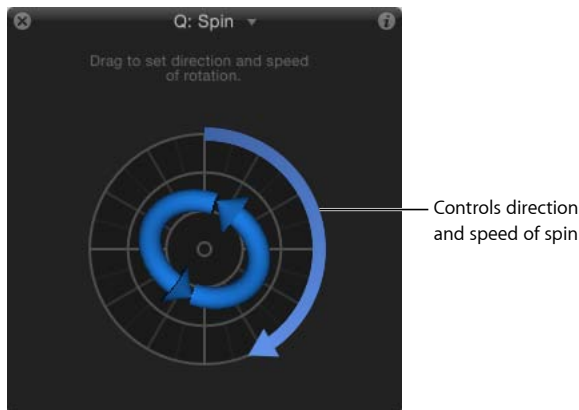 Q: Spin
Drag to set direction and speed
of rotation.
Controls direction
and speed of spin